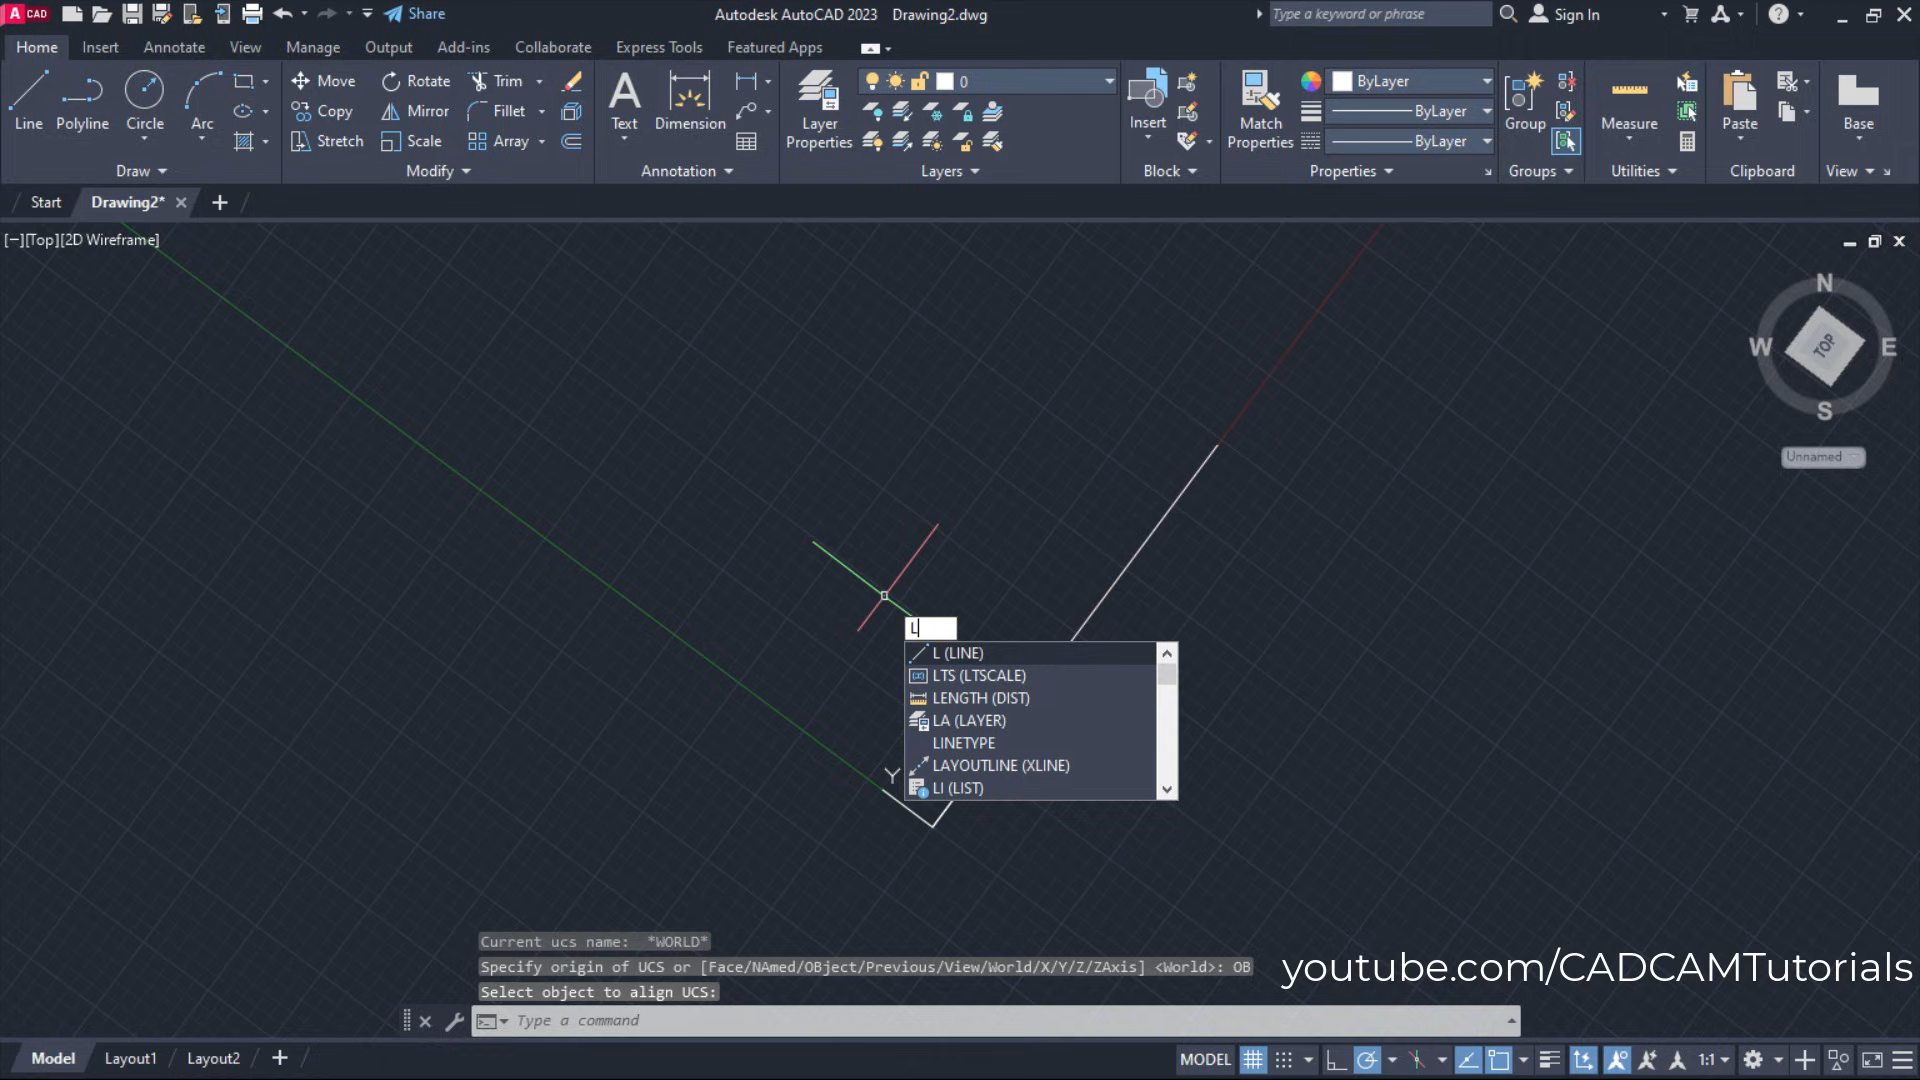 A CAD Share Autodesk AutoCAD 2023 Drawing2.dwg Type a keyword or phrase Sign In
Home Insert Annotate View Manage Output Add-ins Collaborate Express Tools Featured Apps
Line Polyline Circle Arc
Move Rotate Trim
Copy Mirror Fillet
Stretch Scale Array
Text Dimension
Layer Properties
0
Insert
Match Properties
ByLayer
ByLayer
ByLayer
Group
Measure
Paste
Base
Draw Modify Annotation Layers Block Properties Groups Utilities Clipboard View
Start Drawing2*
[−][Top][2D Wireframe]
N
W TOP E
S
Unnamed
L
L (LINE)
LTS (LTSCALE)
LENGTH (DIST)
LA (LAYER)
LINETYPE
LAYOUTLINE (XLINE)
LI (LIST)
Y
Current ucs name: *WORLD*
Specify origin of UCS or [Face/NAmed/OBject/Previous/View/World/X/Y/Z/ZAxis] <World>: OB
Select object to align UCS:
Type a command
youtube.com/CADCAMTutorials
Model Layout1 Layout2 MODEL 1:1